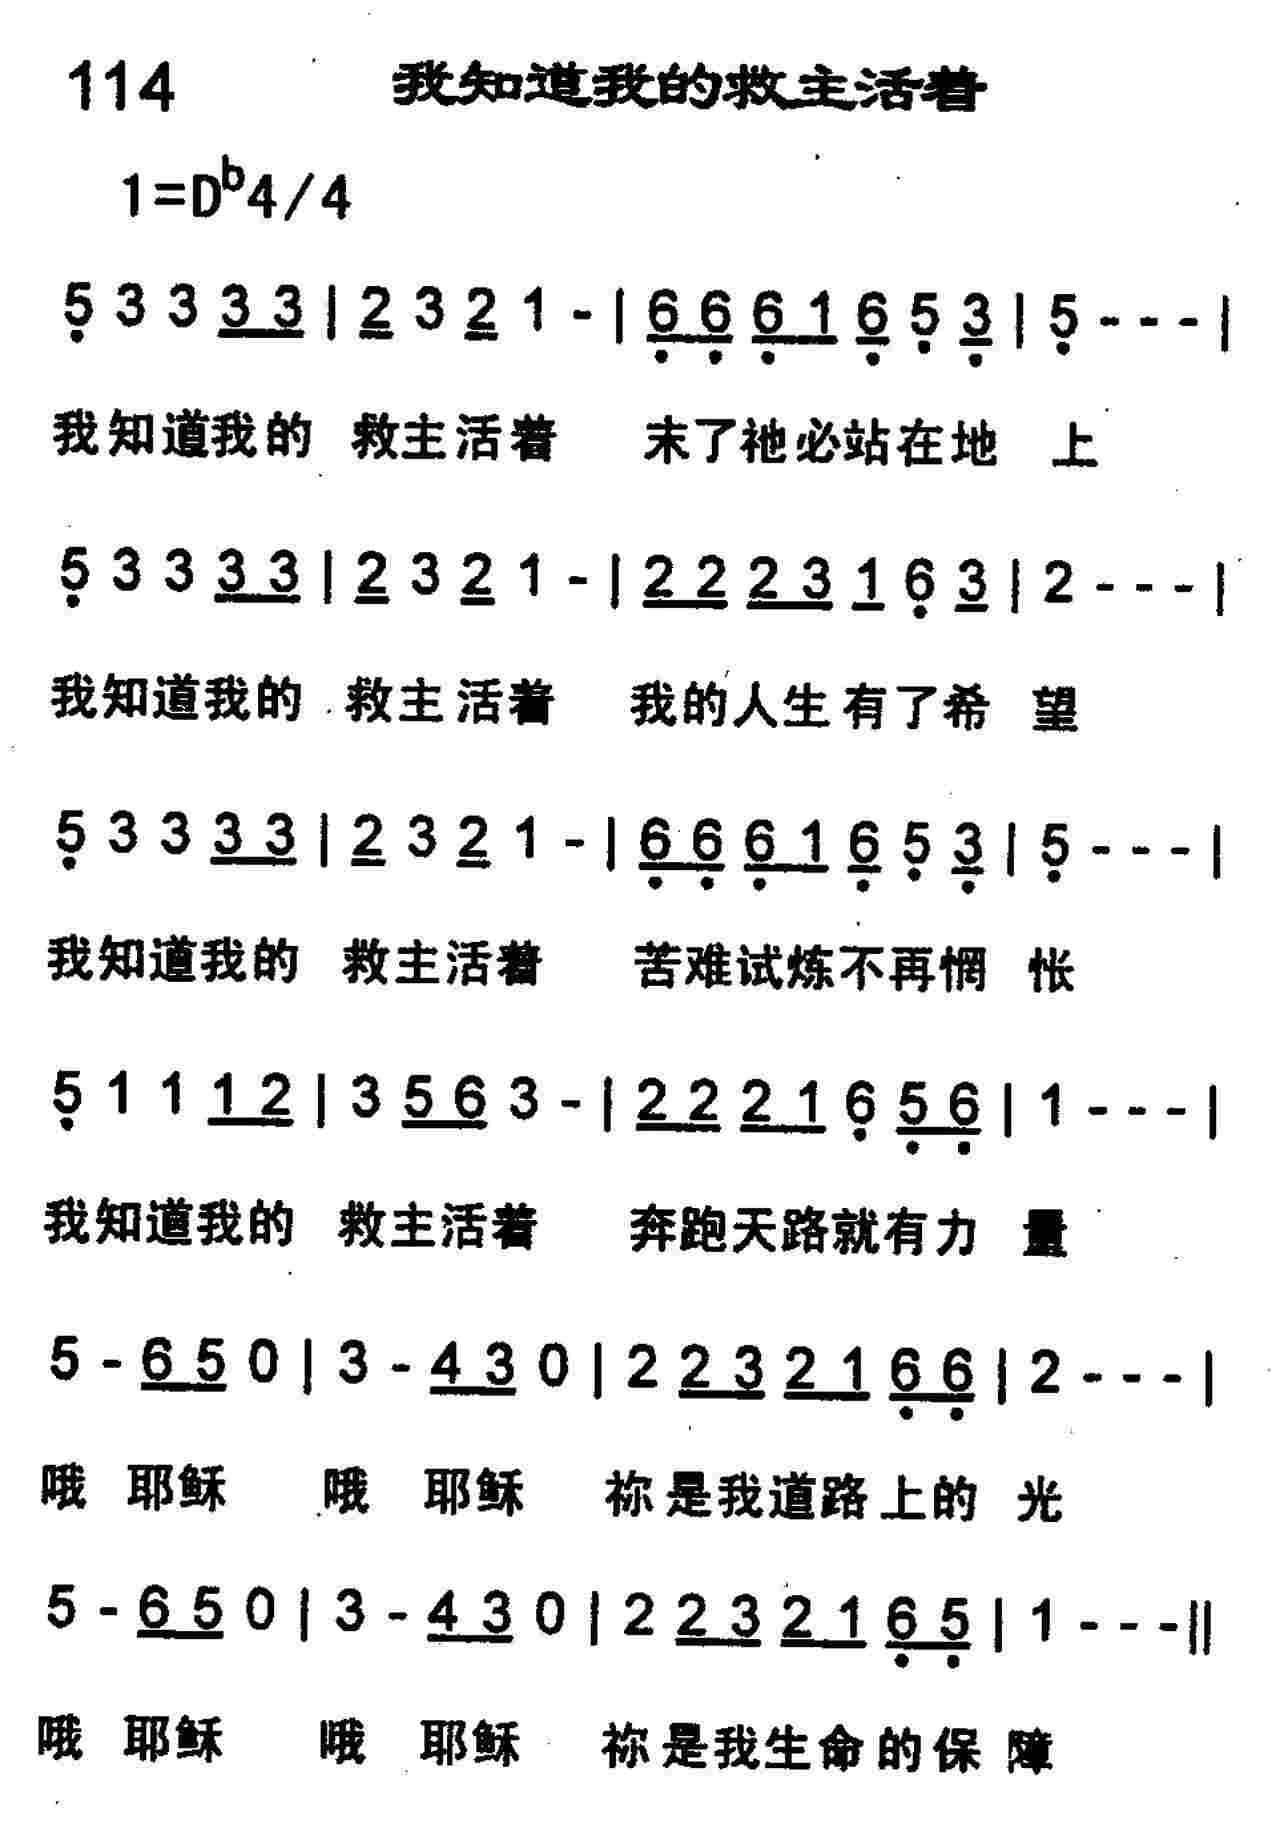 114 我知道我的救主活着
1=Db4/4
5 3 3 3 3 | 2 3 2 1 - | 6 6 6 1 6 5 3 | 5 - - - |
我知道我的 救主活着 末了祂必站在地 上
5 3 3 3 3 | 2 3 2 1 - | 2 2 2 3 1 6 3 | 2 - - - |
我知道我的 救主活着 我的人生有了希 望
5 3 3 3 3 | 2 3 2 1 - | 6 6 6 1 6 5 3 | 5 - - - |
我知道我的 救主活着 苦难试炼不再惘 怅
5 1 1 1 2 | 3 5 6 3 - | 2 2 2 1 6 5 6 | 1 - - - |
我知道我的 救主活着 奔跑天路就有力 量
5 - 6 5 0 | 3 - 4 3 0 | 2 2 3 2 1 6 6 | 2 - - - |
哦 耶稣 哦 耶稣 祢是我道路上的 光
5 - 6 5 0 | 3 - 4 3 0 | 2 2 3 2 1 6 5 | 1 - - - ||
哦 耶稣 哦 耶稣 祢是我生命的保 障